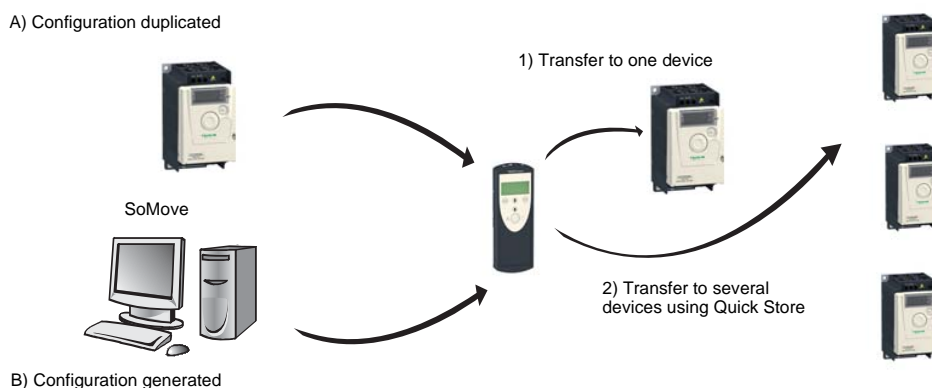 A) Configuration duplicated
1) Transfer to one device
SoMove
2) Transfer to several
devices using Quick Store
B) Configuration generated